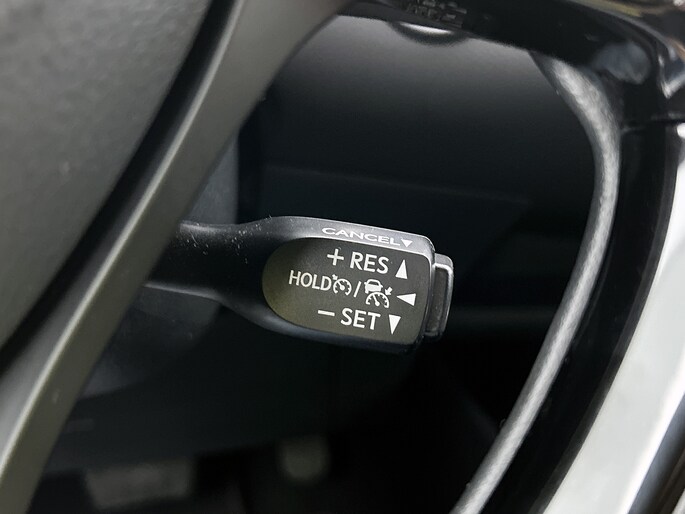 CANCEL▼
+ RES ▲
HOLD / ◀
− SET ▼